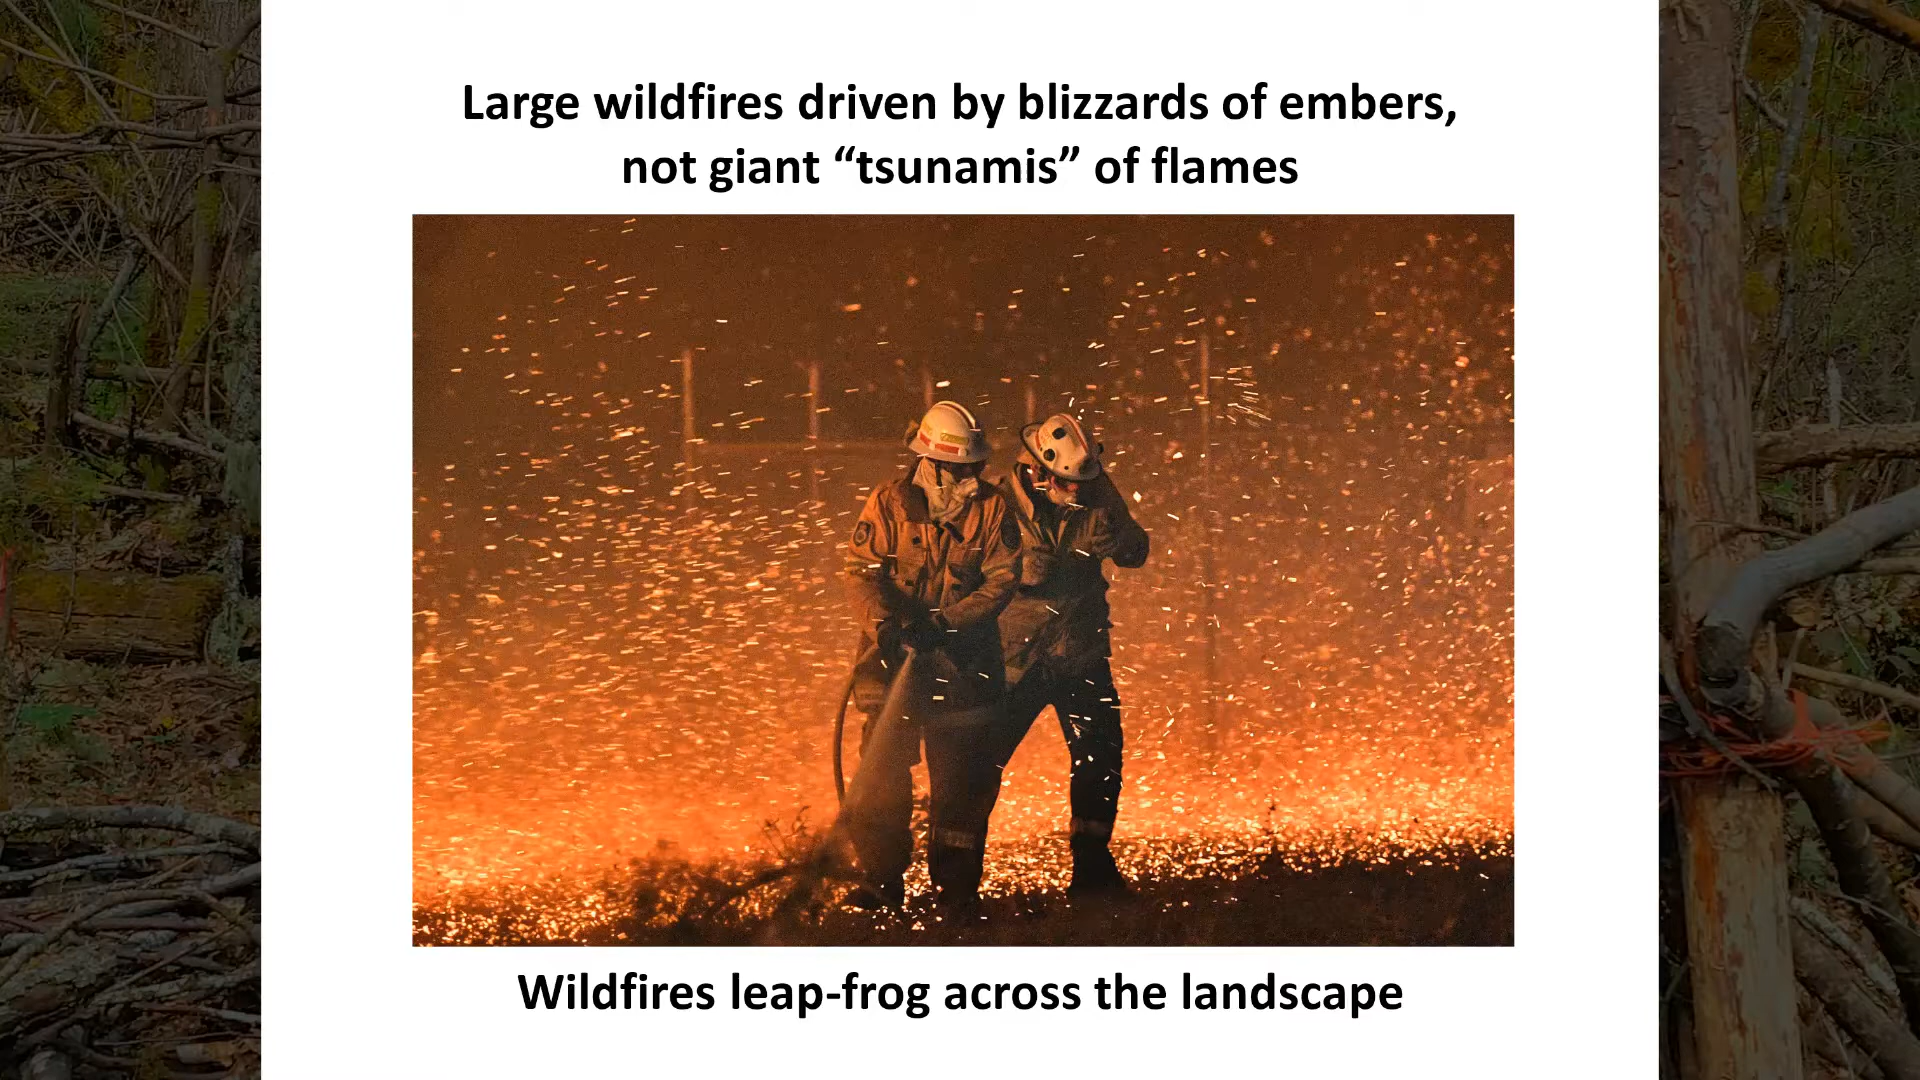 Large wildfires driven by blizzards of embers,
not giant “tsunamis” of flames
Wildfires leap-frog across the landscape